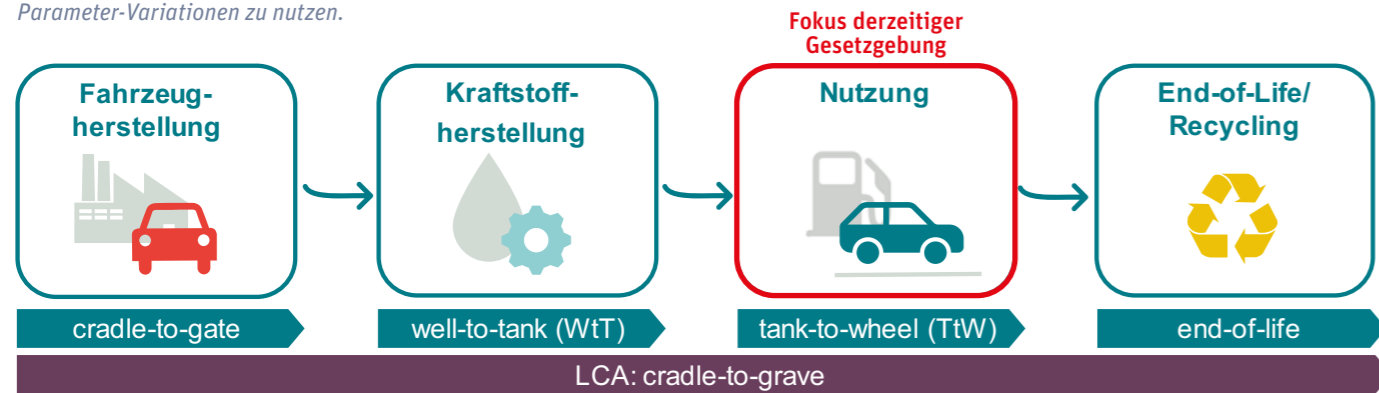 Parameter-Variationen zu nutzen.
Fokus derzeitiger
Gesetzgebung
Fahrzeug-
herstellung
Kraftstoff-
herstellung
Nutzung
End-of-Life/
Recycling
cradle-to-gate
well-to-tank (WtT)
tank-to-wheel (TtW)
end-of-life
LCA: cradle-to-grave